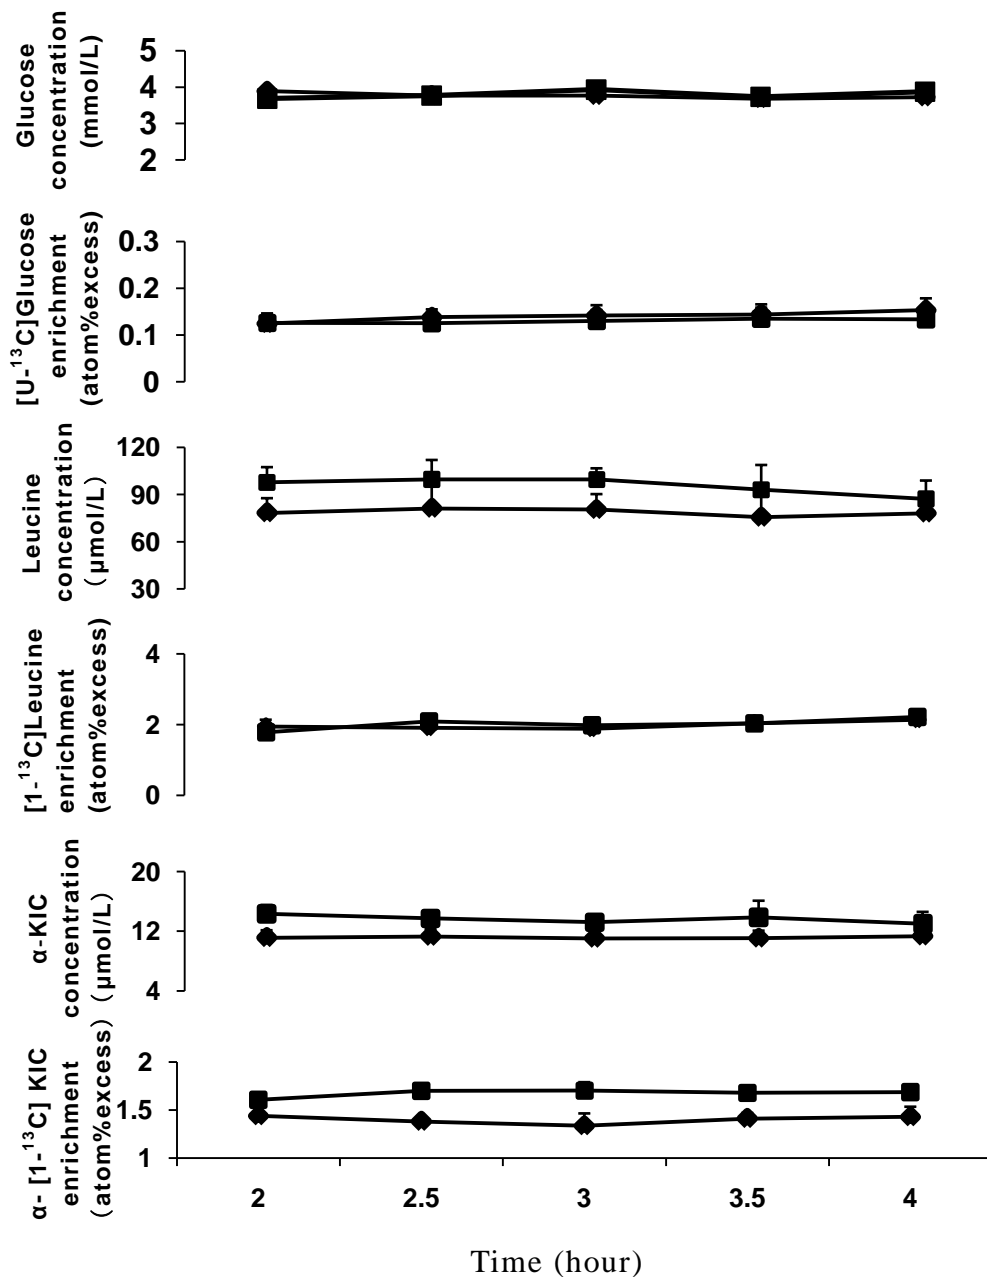 Glucose
concentration
(mmol/L)
5
4
3
2
[U-¹³C]Glucose
enrichment
(atom%excess)
0.3
0.2
0.1
0
Leucine
concentration
(µmol/L)
120
90
60
30
[1-¹³C]Leucine
enrichment
(atom%excess)
4
2
0
α-KIC
concentration
(µmol/L)
20
12
4
α- [1-¹³C] KIC
enrichment
(atom%excess)
2
1.5
1
2 2.5 3 3.5 4
Time (hour)